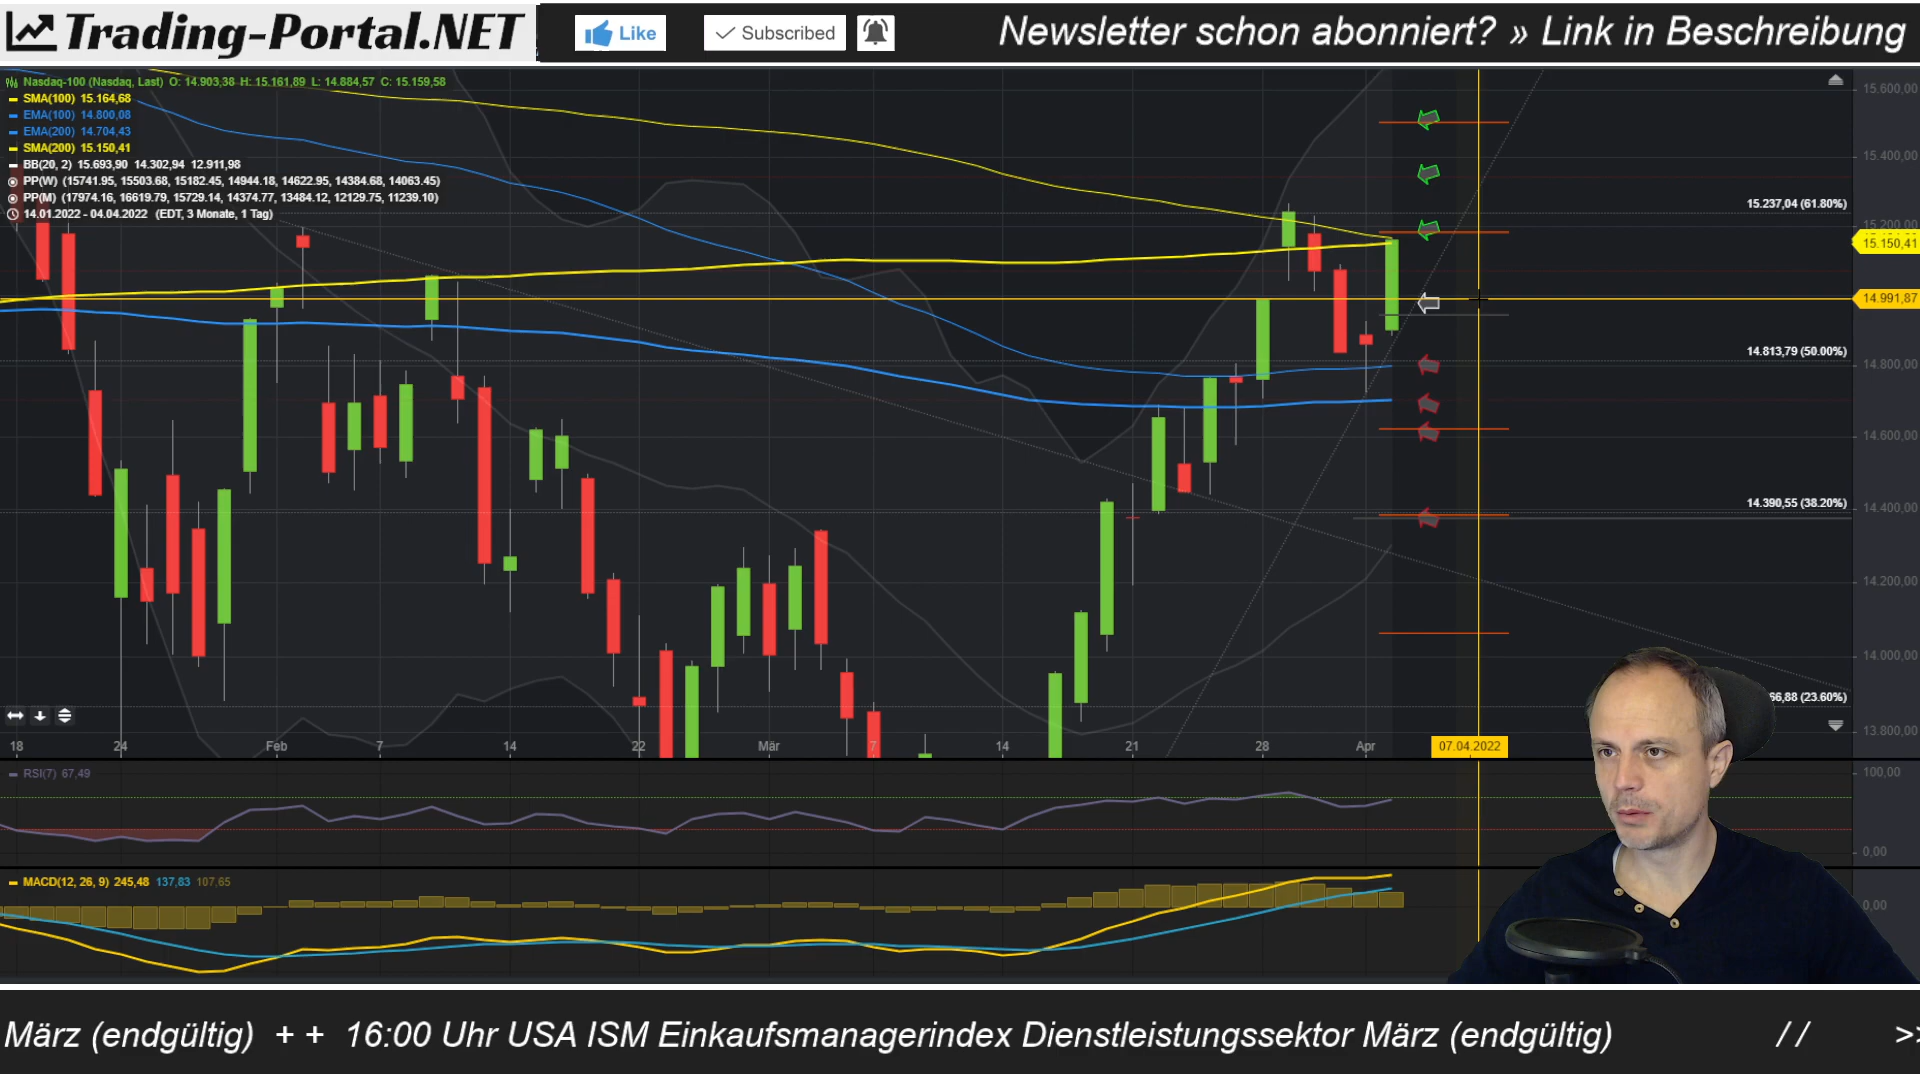 Trading-Portal.NET
Like
Subscribed
Newsletter schon abonniert? » Link in Beschreibung
Nasdaq-100 (Nasdaq, Last) O: 14.903,38 H: 15.161,89 L: 14.884,57 C: 15.159,58
SMA(100) 15.164,68
EMA(100) 14.800,08
EMA(200) 14.704,43
SMA(200) 15.150,41
BB(20, 2) 15.693,90 14.302,94 12.911,98
PP(W) (15741.95, 15503.68, 15182.45, 14944.18, 14622.95, 14384.68, 14063.45)
PP(M) (17974.16, 16619.79, 15729.14, 14374.77, 13484.12, 12129.75, 11239.10)
14.01.2022 - 04.04.2022 (EDT, 3 Monate, 1 Tag)
15.600,00
15.400,00
15.237,04 (61.80%)
15.200,00
15.150,41
14.991,87
14.813,79 (50.00%)
14.800,00
14.600,00
14.390,55 (38.20%)
14.400,00
14.200,00
14.000,00
66,88 (23.60%)
13.800,00
18 24 Feb 7 14 22 Mär 7 14 21 28 Apr 07.04.2022
RSI(7) 67,49
100,00
0,00
MACD(12, 26, 9) 245,48 137,83 107,65
0,00
März (endgültig) + + 16:00 Uhr USA ISM Einkaufsmanagerindex Dienstleistungssektor März (endgültig) // >>